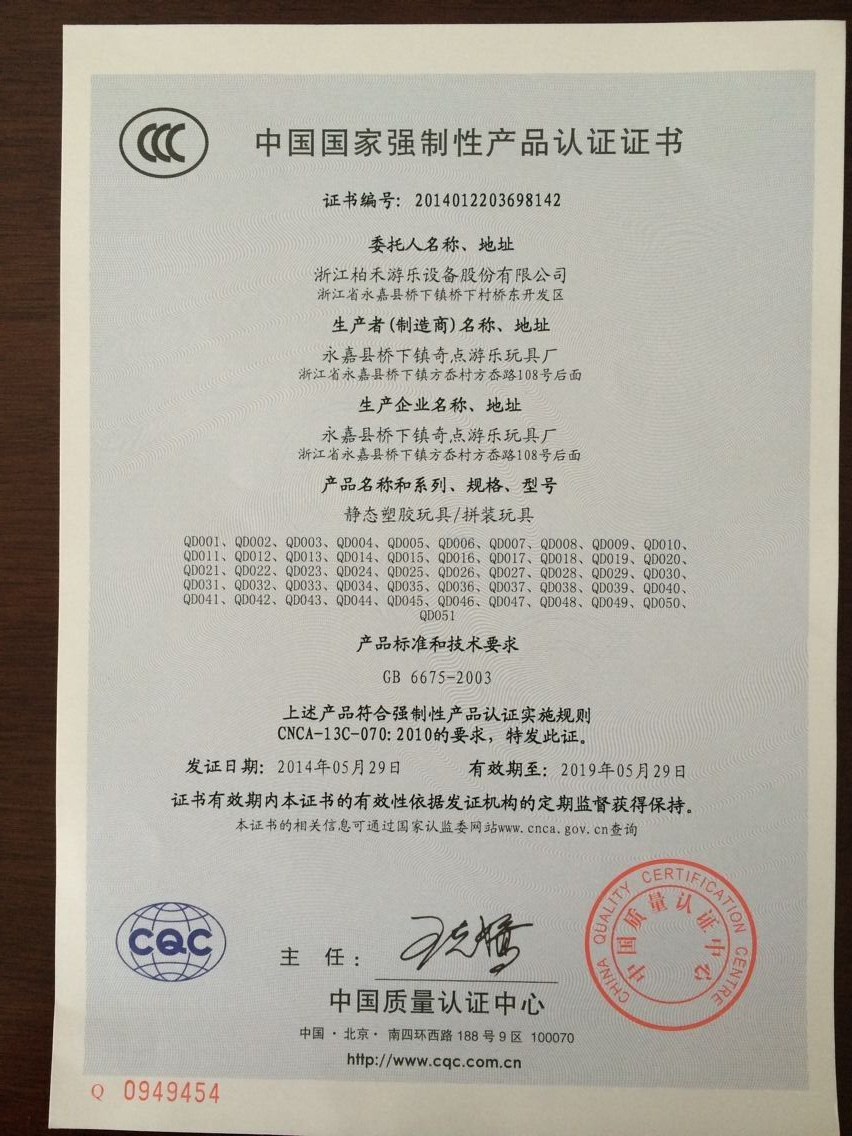 CCC
中国国家强制性产品认证证书
证书编号: 2014012203698142
委托人名称、地址
浙江柏禾游乐设备股份有限公司
浙江省永嘉县桥下镇桥下村桥东开发区
生产者(制造商)名称、地址
永嘉县桥下镇奇点游乐玩具厂
浙江省永嘉县桥下镇方岙村方岙路108号后面
生产企业名称、地址
永嘉县桥下镇奇点游乐玩具厂
浙江省永嘉县桥下镇方岙村方岙路108号后面
产品名称和系列、规格、型号
静态塑胶玩具/拼装玩具
QD001、QD002、QD003、QD004、QD005、QD006、QD007、QD008、QD009、QD010、
QD011、QD012、QD013、QD014、QD015、QD016、QD017、QD018、QD019、QD020、
QD021、QD022、QD023、QD024、QD025、QD026、QD027、QD028、QD029、QD030、
QD031、QD032、QD033、QD034、QD035、QD036、QD037、QD038、QD039、QD040、
QD041、QD042、QD043、QD044、QD045、QD046、QD047、QD048、QD049、QD050、
QD051
产品标准和技术要求
GB 6675-2003
上述产品符合强制性产品认证实施规则
CNCA-13C-070: 2010的要求，特发此证。
发证日期: 2014年05月29日 有效期至: 2019年05月29日
证书有效期内本证书的有效性依据发证机构的定期监督获得保持。
本证书的相关信息可通过国家认监委网站www.cnca.gov.cn查询
CHINA QUALITY CERTIFICATION CENTRE
中国质量认证中心
CQC
主 任:
中国质量认证中心
中国·北京·南四环西路 188 号 9 区 100070
http://www.cqc.com.cn
Q 0949454